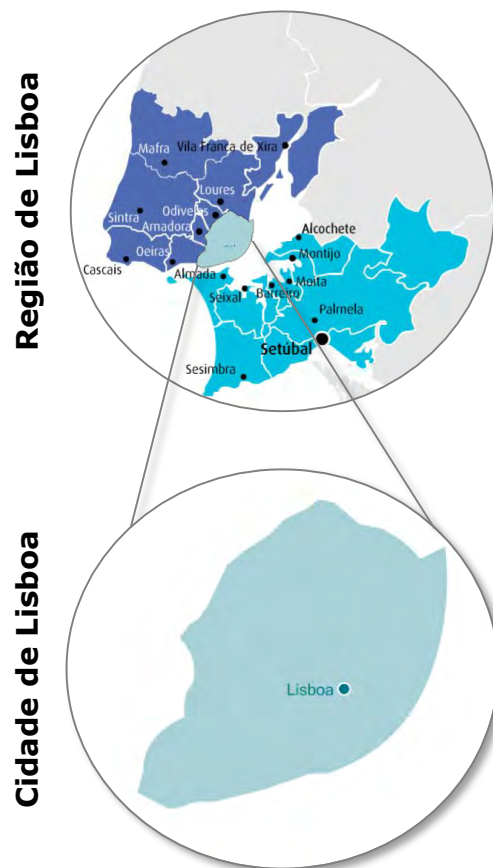 Região de Lisboa
Mafra
Vila França de Xira
Loures
Sintra
Odivelas
Amadora
Oeiras
Cascais
Alcochete
Montijo
Almada
Moita
Seixal
Barreiro
Palmela
Setúbal
Sesimbra
Cidade de Lisboa
Lisboa